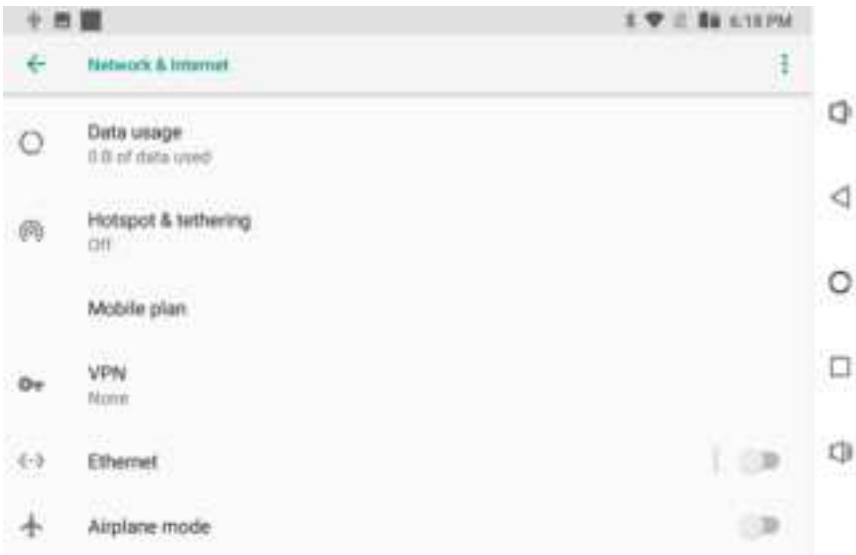 6:18 PM
Network & Internet
Data usage
0 B of data used
Hotspot & tethering
Off
Mobile plan
VPN
None
Ethernet
Airplane mode